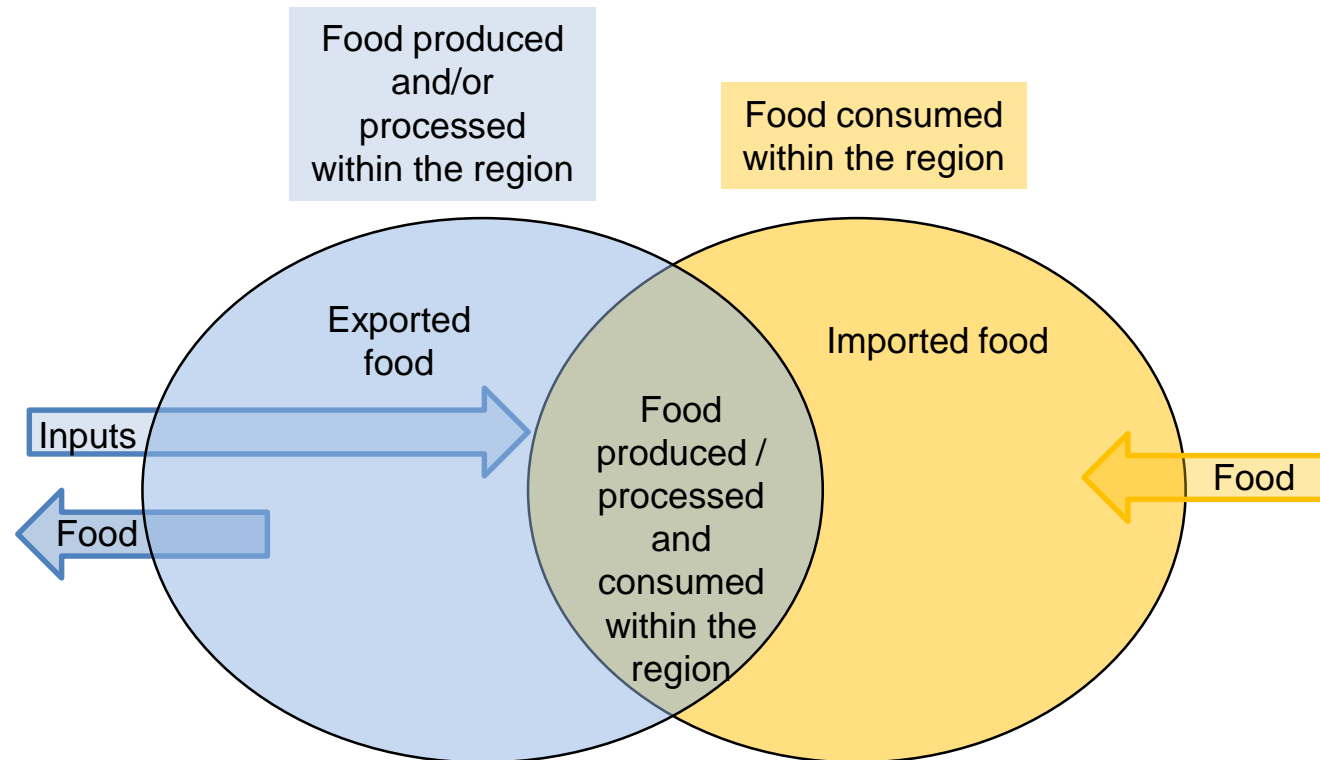 Food produced
and/or
processed
within the region
Food consumed
within the region
Exported
food
Imported food
Inputs
Food
Food
produced /
processed
and
consumed
within the
region
Food